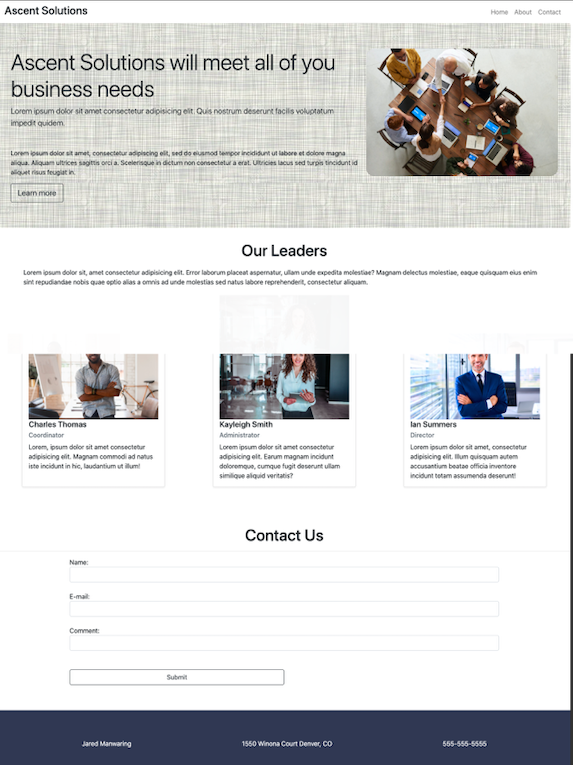 Ascent Solutions
Home About Contact
Ascent Solutions will meet all of you
business needs
Lorem ipsum dolor sit amet consectetur adipisicing elit. Quis nostrum deserunt facilis voluptatum
impedit quidem.
Lorem ipsum dolor sit amet, consectetur adipiscing elit, sed do eiusmod tempor incididunt ut labore et dolore magna
aliqua. Aliquam ultrices sagittis orci a. Scelerisque in dictum non consectetur a erat. Ultricies lacus sed turpis tincidunt id
aliquet risus feugiat in.
Learn more
Our Leaders
Lorem ipsum dolor sit, amet consectetur adipisicing elit. Error laborum placeat aspernatur, ullam unde expedita molestiae? Magnam delectus molestiae, eaque quisquam eius enim
sint repudiandae nobis quae optio alias a omnis ad unde molestias sed natus labore reprehenderit, consectetur aliquam.
Charles Thomas
Coordinator
Lorem, ipsum dolor sit amet consectetur
adipisicing elit. Magnam commodi ad natus
iste incidunt in hic, laudantium ut illum!
Kayleigh Smith
Administrator
Lorem ipsum dolor sit amet consectetur
adipisicing elit. Earum magnam incidunt
doloremque, cumque fugit deserunt ullam
similique aliquid veritatis?
Ian Summers
Director
Lorem ipsum dolor sit amet, consectetur
adipisicing elit. Illum quisquam autem
accusantium beatae officia inventore
incidunt tetam assumenda deserunt!
Contact Us
Name:
E-mail:
Comment:
Submit
Jared Manwaring 1550 Winona Court Denver, CO 555-555-5555